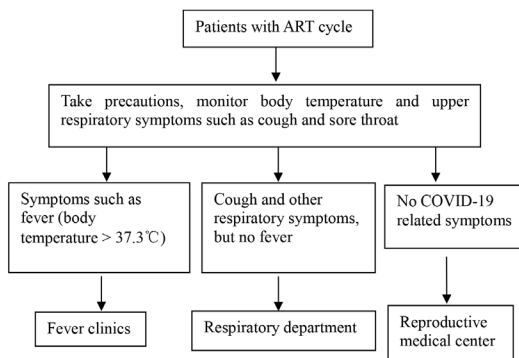 Patients with ART cycle
Take precautions, monitor body temperature and upper
respiratory symptoms such as cough and sore throat
Symptoms such as
fever (body
temperature > 37.3℃)
Cough and other
respiratory symptoms,
but no fever
No COVID-19
related symptoms
Fever clinics
Respiratory department
Reproductive
medical center